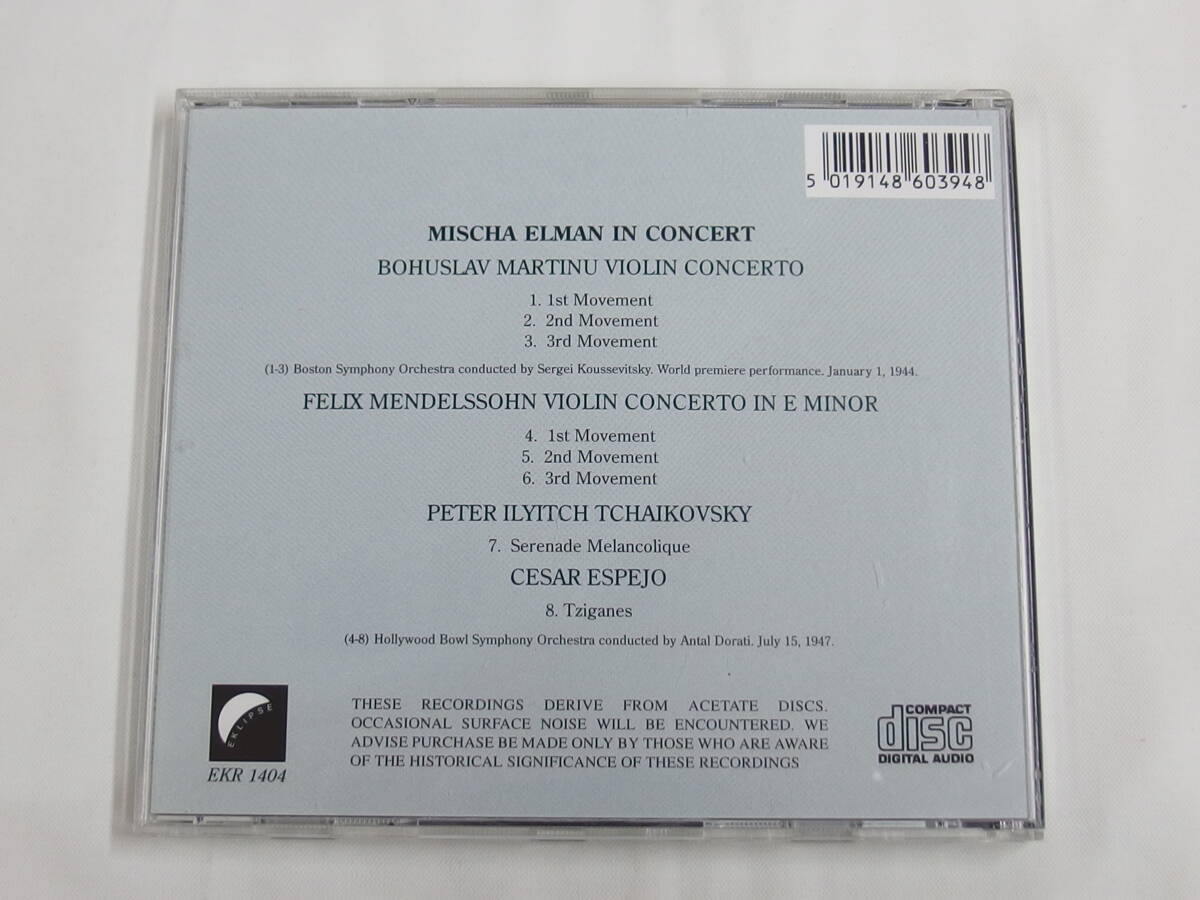 5 019148 603948
MISCHA ELMAN IN CONCERT
BOHUSLAV MARTINU VIOLIN CONCERTO
1. 1st Movement
2. 2nd Movement
3. 3rd Movement
(1-3) Boston Symphony Orchestra conducted by Sergei Koussevitsky. World premiere performance. January 1, 1944.
FELIX MENDELSSOHN VIOLIN CONCERTO IN E MINOR
4. 1st Movement
5. 2nd Movement
6. 3rd Movement
PETER ILYITCH TCHAIKOVSKY
7. Serenade Melancolique
CESAR ESPEJO
8. Tziganes
(4-8) Hollywood Bowl Symphony Orchestra conducted by Antal Dorati. July 15, 1947.
EKLIPSE
EKR 1404
THESE RECORDINGS DERIVE FROM ACETATE DISCS.
OCCASIONAL SURFACE NOISE WILL BE ENCOUNTERED. WE
ADVISE PURCHASE BE MADE ONLY BY THOSE WHO ARE AWARE
OF THE HISTORICAL SIGNIFICANCE OF THESE RECORDINGS
COMPACT
disc
DIGITAL AUDIO